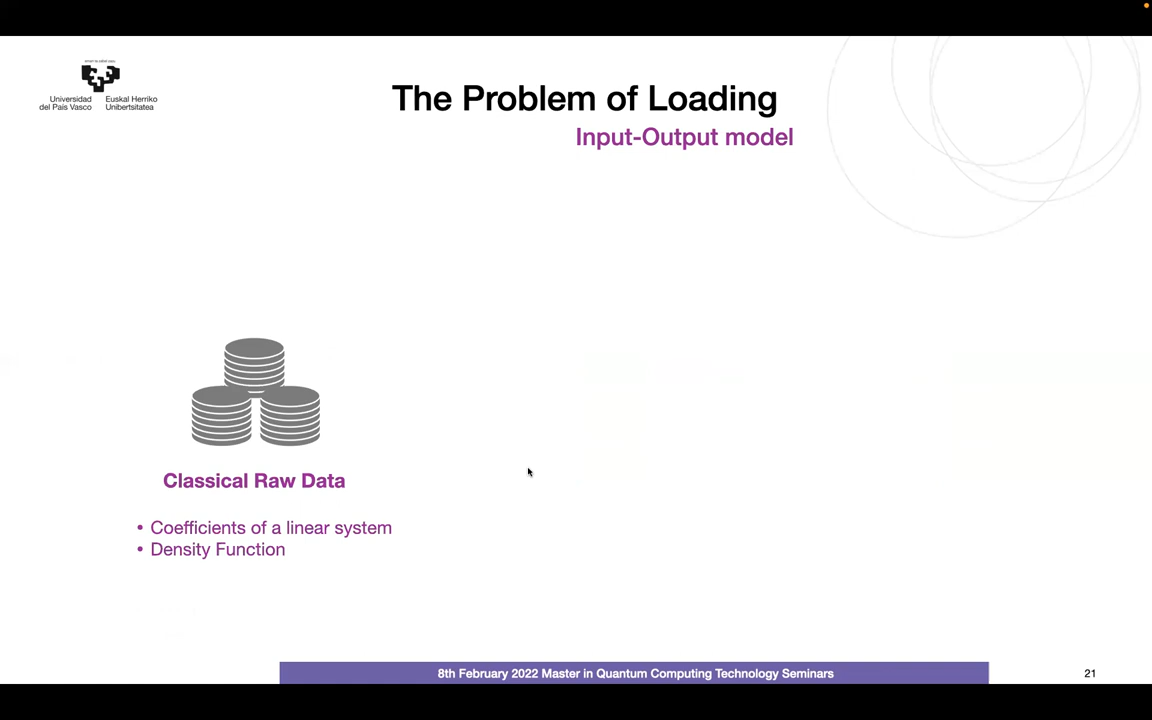 Universidad del País Vasco
Euskal Herriko Unibertsitatea
The Problem of Loading
Input-Output model
Classical Raw Data
• Coefficients of a linear system
• Density Function
8th February 2022 Master in Quantum Computing Technology Seminars
21